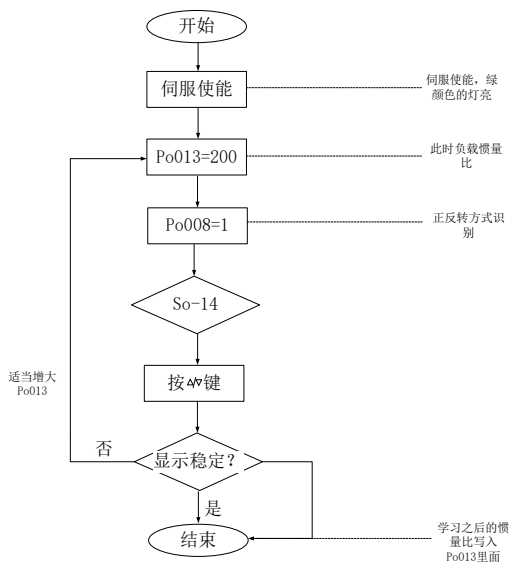 开始
伺服使能
伺服使能，绿
颜色的灯亮
Po013=200
此时负载惯量
比
Po008=1
正反转方式识
别
So-14
适当增大
Po013
按△/▽键
否
显示稳定？
是
结束
学习之后的惯
量比写入
Po013里面